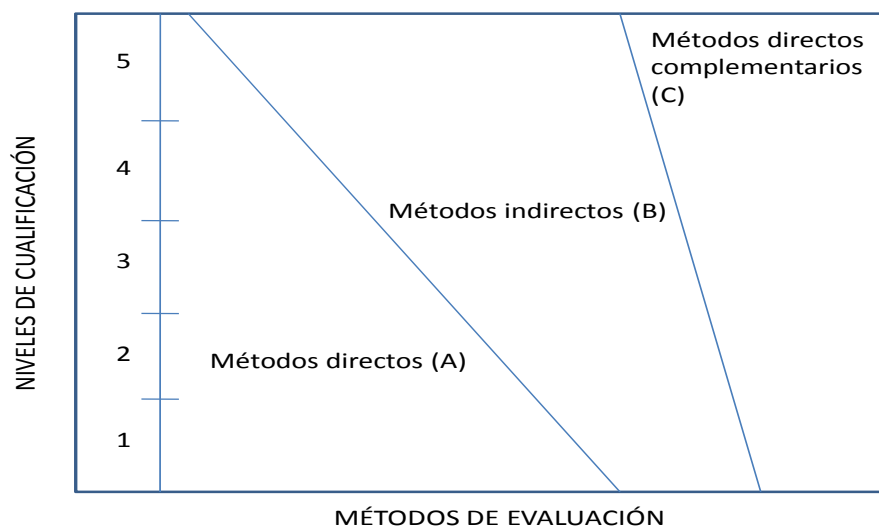 Métodos directos
complementarios
(C)
5
4
3
2
1
NIVELES DE CUALIFICACIÓN
Métodos indirectos (B)
Métodos directos (A)
MÉTODOS DE EVALUACIÓN